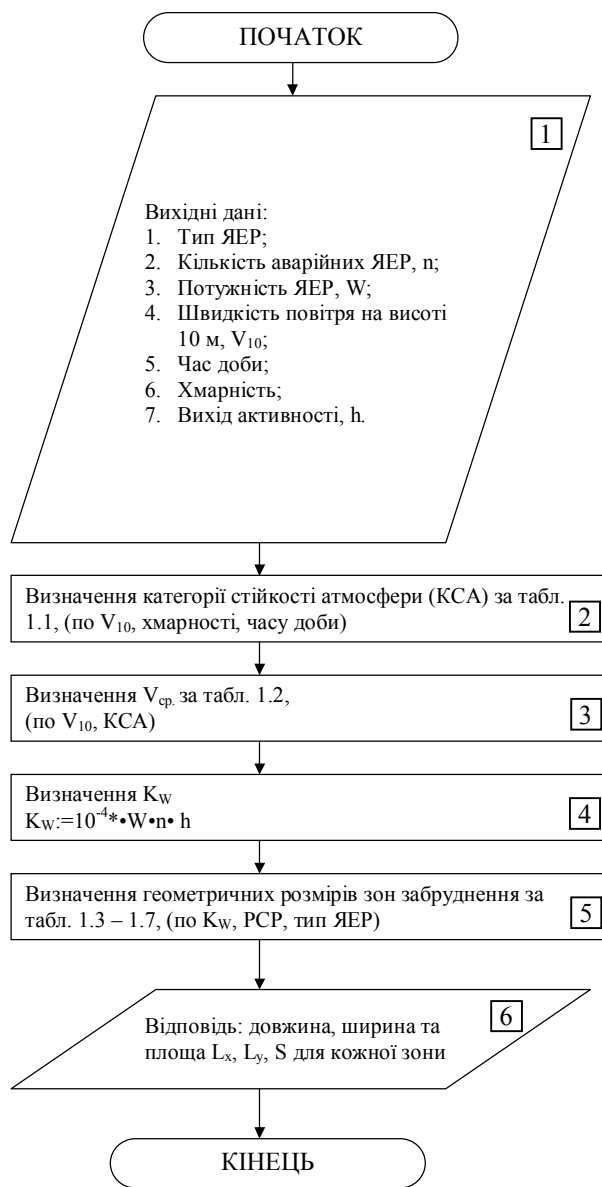 ПОЧАТОК
1
Вихідні дані:
1. Тип ЯЕР;
2. Кількість аварійних ЯЕР, n;
3. Потужність ЯЕР, W;
4. Швидкість повітря на висоті
10 м, V₁₀;
5. Час доби;
6. Хмарність;
7. Вихід активності, h.
Визначення категорії стійкості атмосфери (КСА) за табл.
1.1, (по V₁₀, хмарності, часу доби)
2
Визначення Vср. за табл. 1.2,
(по V₁₀, КСА)
3
Визначення KW
KW:=10⁻⁴*•W•n• h
4
Визначення геометричних розмірів зон забруднення за
табл. 1.3 – 1.7, (по KW, РСР, тип ЯЕР)
5
6
Відповідь: довжина, ширина та
площа Lx, Ly, S для кожної зони
КІНЕЦЬ